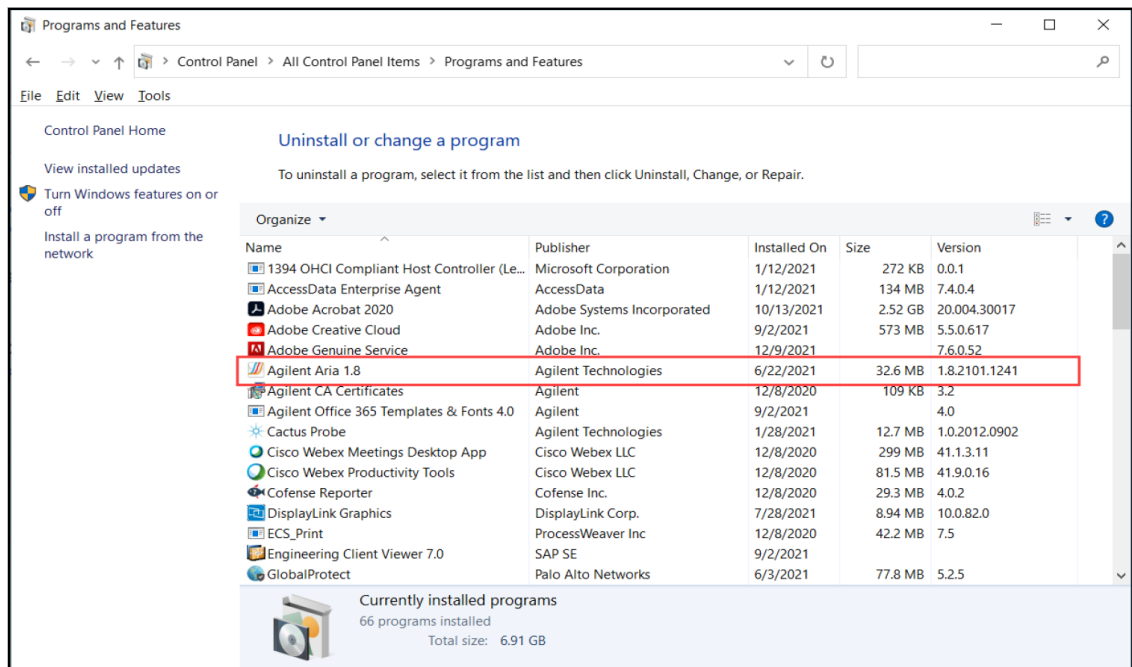 Programs and Features
Control Panel > All Control Panel Items > Programs and Features
File Edit View Tools
Control Panel Home
View installed updates
Turn Windows features on or
off
Install a program from the
network
Uninstall or change a program
To uninstall a program, select it from the list and then click Uninstall, Change, or Repair.
Organize
Name Publisher Installed On Size Version
1394 OHCI Compliant Host Controller (Le... Microsoft Corporation 1/12/2021 272 KB 0.0.1
AccessData Enterprise Agent AccessData 1/12/2021 134 MB 7.4.0.4
Adobe Acrobat 2020 Adobe Systems Incorporated 10/13/2021 2.52 GB 20.004.30017
Adobe Creative Cloud Adobe Inc. 9/2/2021 573 MB 5.5.0.617
Adobe Genuine Service Adobe Inc. 12/9/2021 7.6.0.52
Agilent Aria 1.8 Agilent Technologies 6/22/2021 32.6 MB 1.8.2101.1241
Agilent CA Certificates Agilent 12/8/2020 109 KB 3.2
Agilent Office 365 Templates & Fonts 4.0 Agilent 9/2/2021 4.0
Cactus Probe Agilent Technologies 1/28/2021 12.7 MB 1.0.2012.0902
Cisco Webex Meetings Desktop App Cisco Webex LLC 12/8/2020 299 MB 41.1.3.11
Cisco Webex Productivity Tools Cisco Webex LLC 12/8/2020 81.5 MB 41.9.0.16
Cofense Reporter Cofense Inc. 12/8/2020 29.3 MB 4.0.2
DisplayLink Graphics DisplayLink Corp. 7/28/2021 8.94 MB 10.0.82.0
ECS_Print ProcessWeaver Inc 12/8/2020 42.2 MB 7.5
Engineering Client Viewer 7.0 SAP SE 9/2/2021
GlobalProtect Palo Alto Networks 6/3/2021 77.8 MB 5.2.5
Currently installed programs
66 programs installed
Total size: 6.91 GB